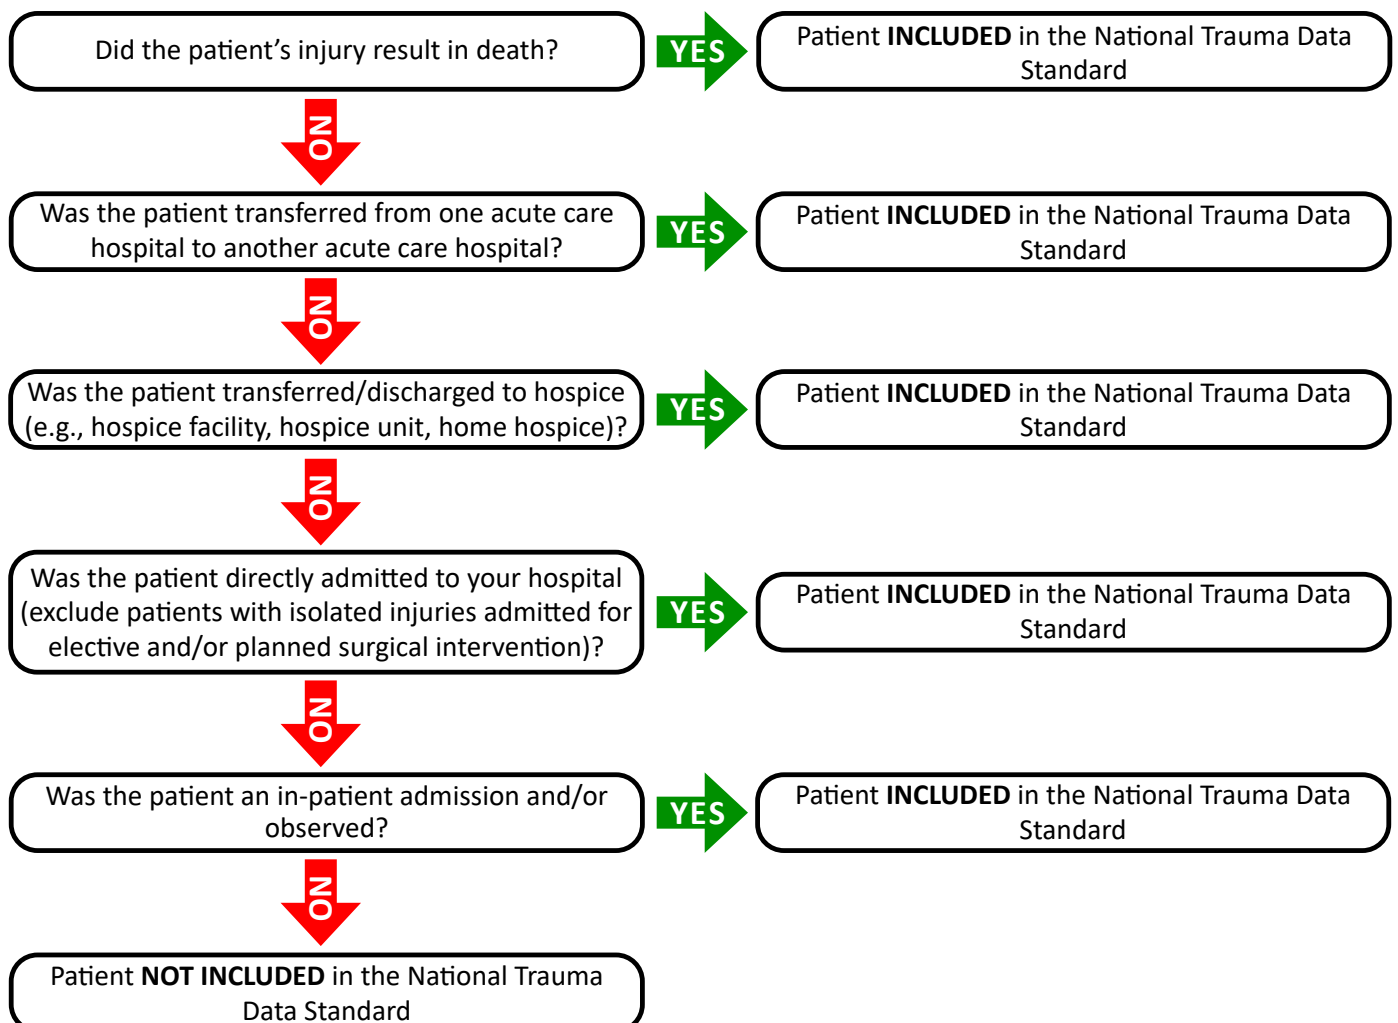 Did the patient's injury result in death?
YES
Patient INCLUDED in the National Trauma Data
Standard
NO
Was the patient transferred from one acute care
hospital to another acute care hospital?
YES
Patient INCLUDED in the National Trauma Data
Standard
NO
Was the patient transferred/discharged to hospice
(e.g., hospice facility, hospice unit, home hospice)?
YES
Patient INCLUDED in the National Trauma Data
Standard
NO
Was the patient directly admitted to your hospital
(exclude patients with isolated injuries admitted for
elective and/or planned surgical intervention)?
YES
Patient INCLUDED in the National Trauma Data
Standard
NO
Was the patient an in-patient admission and/or
observed?
YES
Patient INCLUDED in the National Trauma Data
Standard
NO
Patient NOT INCLUDED in the National Trauma
Data Standard